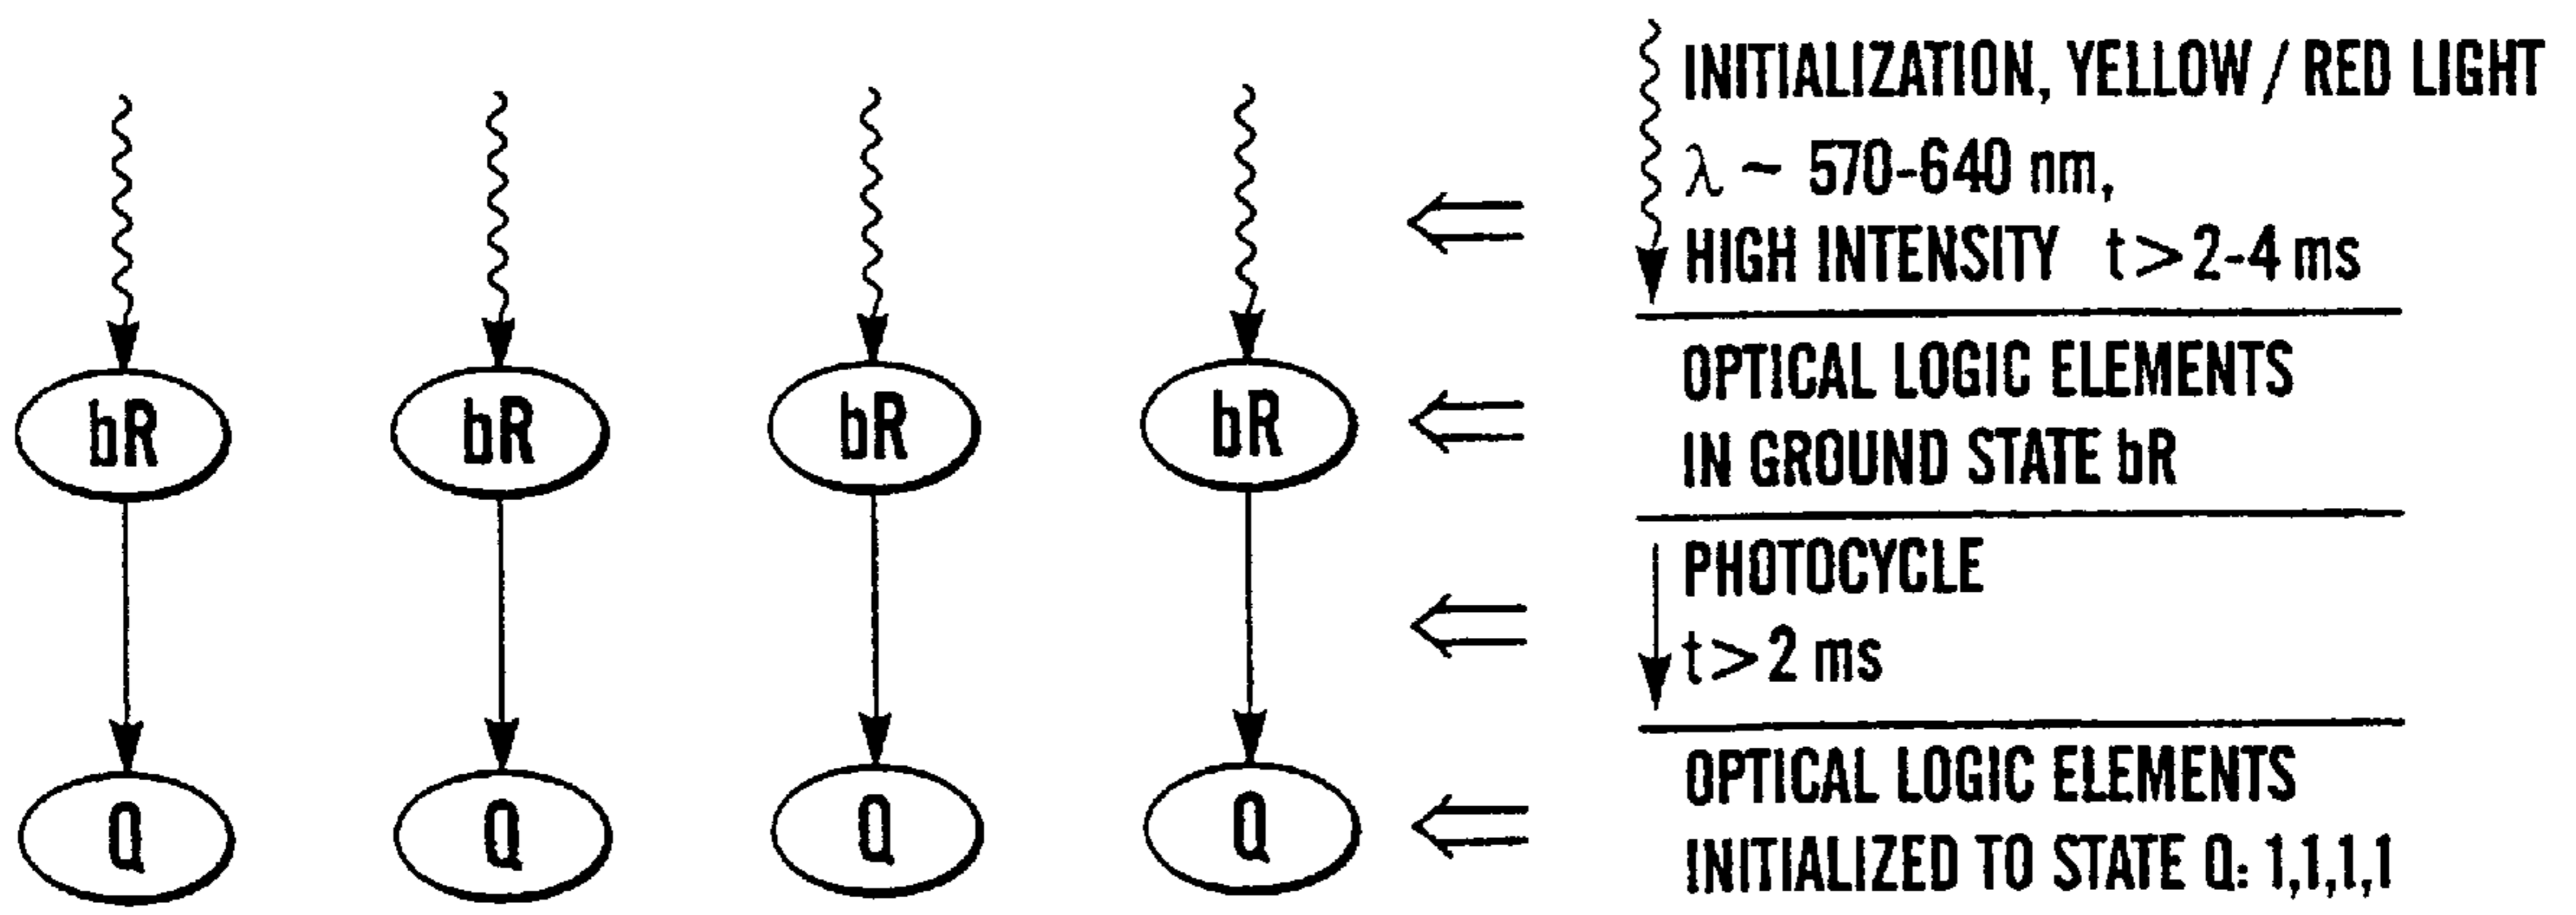 INITIALIZATION, YELLOW / RED LIGHT
λ ~ 570-640 nm,
HIGH INTENSITY t > 2-4 ms
bR bR bR bR
OPTICAL LOGIC ELEMENTS
IN GROUND STATE bR
PHOTOCYCLE
t > 2 ms
Q Q Q Q
OPTICAL LOGIC ELEMENTS
INITIALIZED TO STATE Q: 1,1,1,1